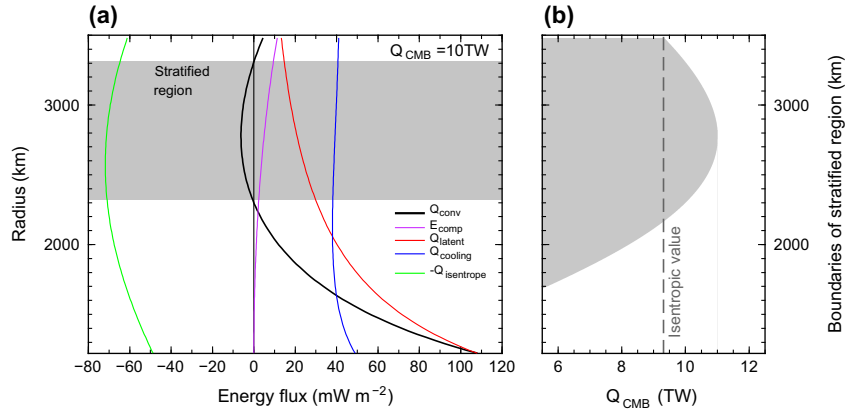 (a)
(b)
Q CMB =10TW
Stratified
region
Radius (km)
3000
2000
Q conv
E comp
Q latent
Q cooling
-Q isentrope
−80 −60 −40 −20 0 20 40 60 80 100 120
Energy flux (mW m⁻²)
Isentropic value
3000
2000
Boundaries of stratified region (km)
6 8 10 12
Q CMB (TW)